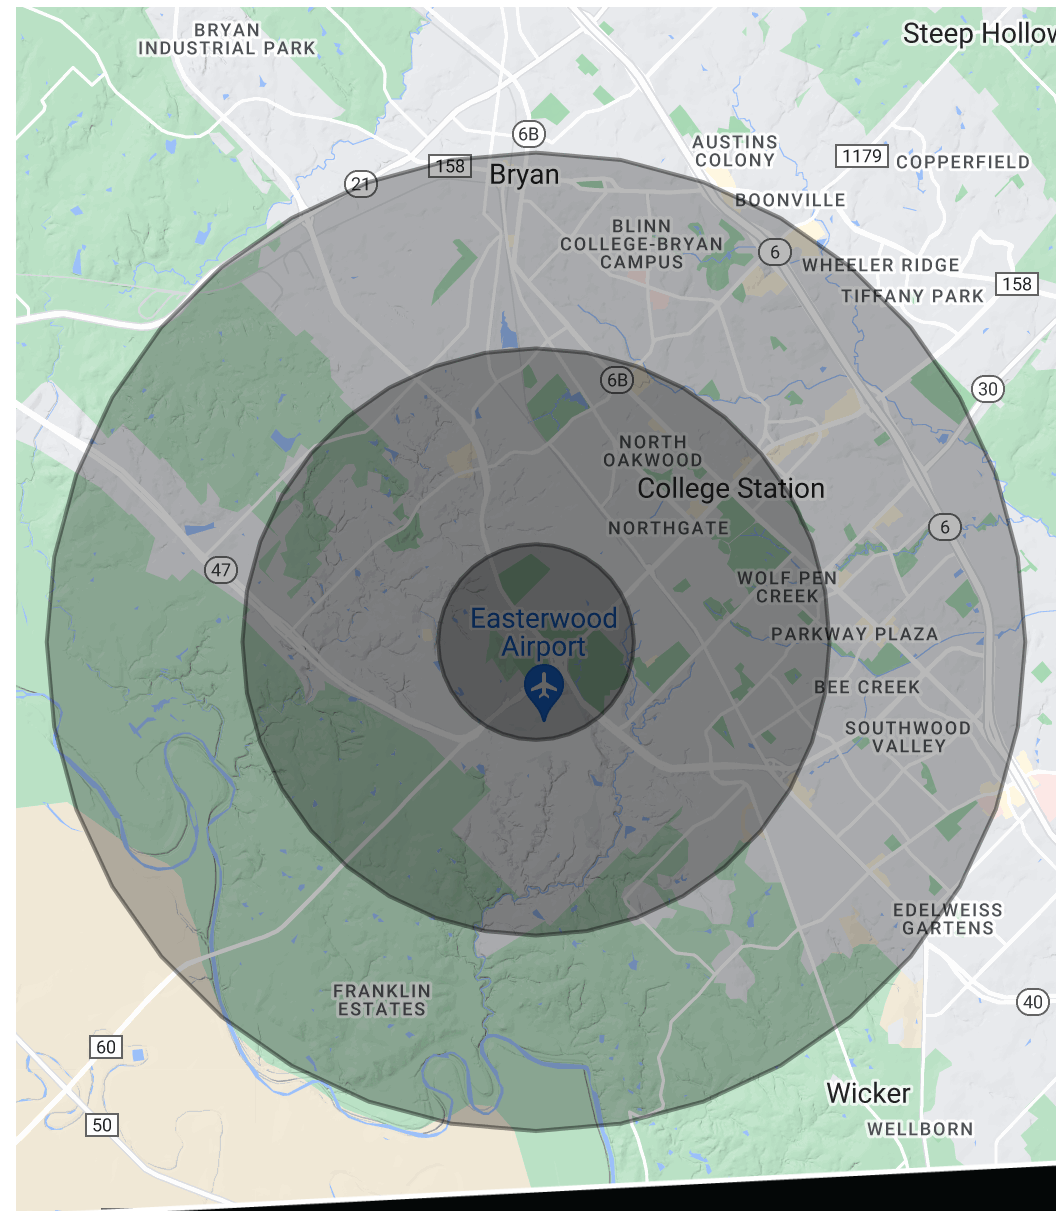 BRYAN
INDUSTRIAL PARK
Steep Hollow
6B
AUSTINS
COLONY
1179
COPPERFIELD
158
21
Bryan
BOONVILLE
BLINN
COLLEGE-BRYAN
CAMPUS
6
WHEELER RIDGE
158
TIFFANY PARK
6B
30
NORTH
OAKWOOD
College Station
NORTHGATE
6
47
WOLF PEN
CREEK
Easterwood
Airport
PARKWAY PLAZA
BEE CREEK
SOUTHWOOD
VALLEY
EDELWEISS
GARTENS
FRANKLIN
ESTATES
40
60
Wicker
50
WELLBORN